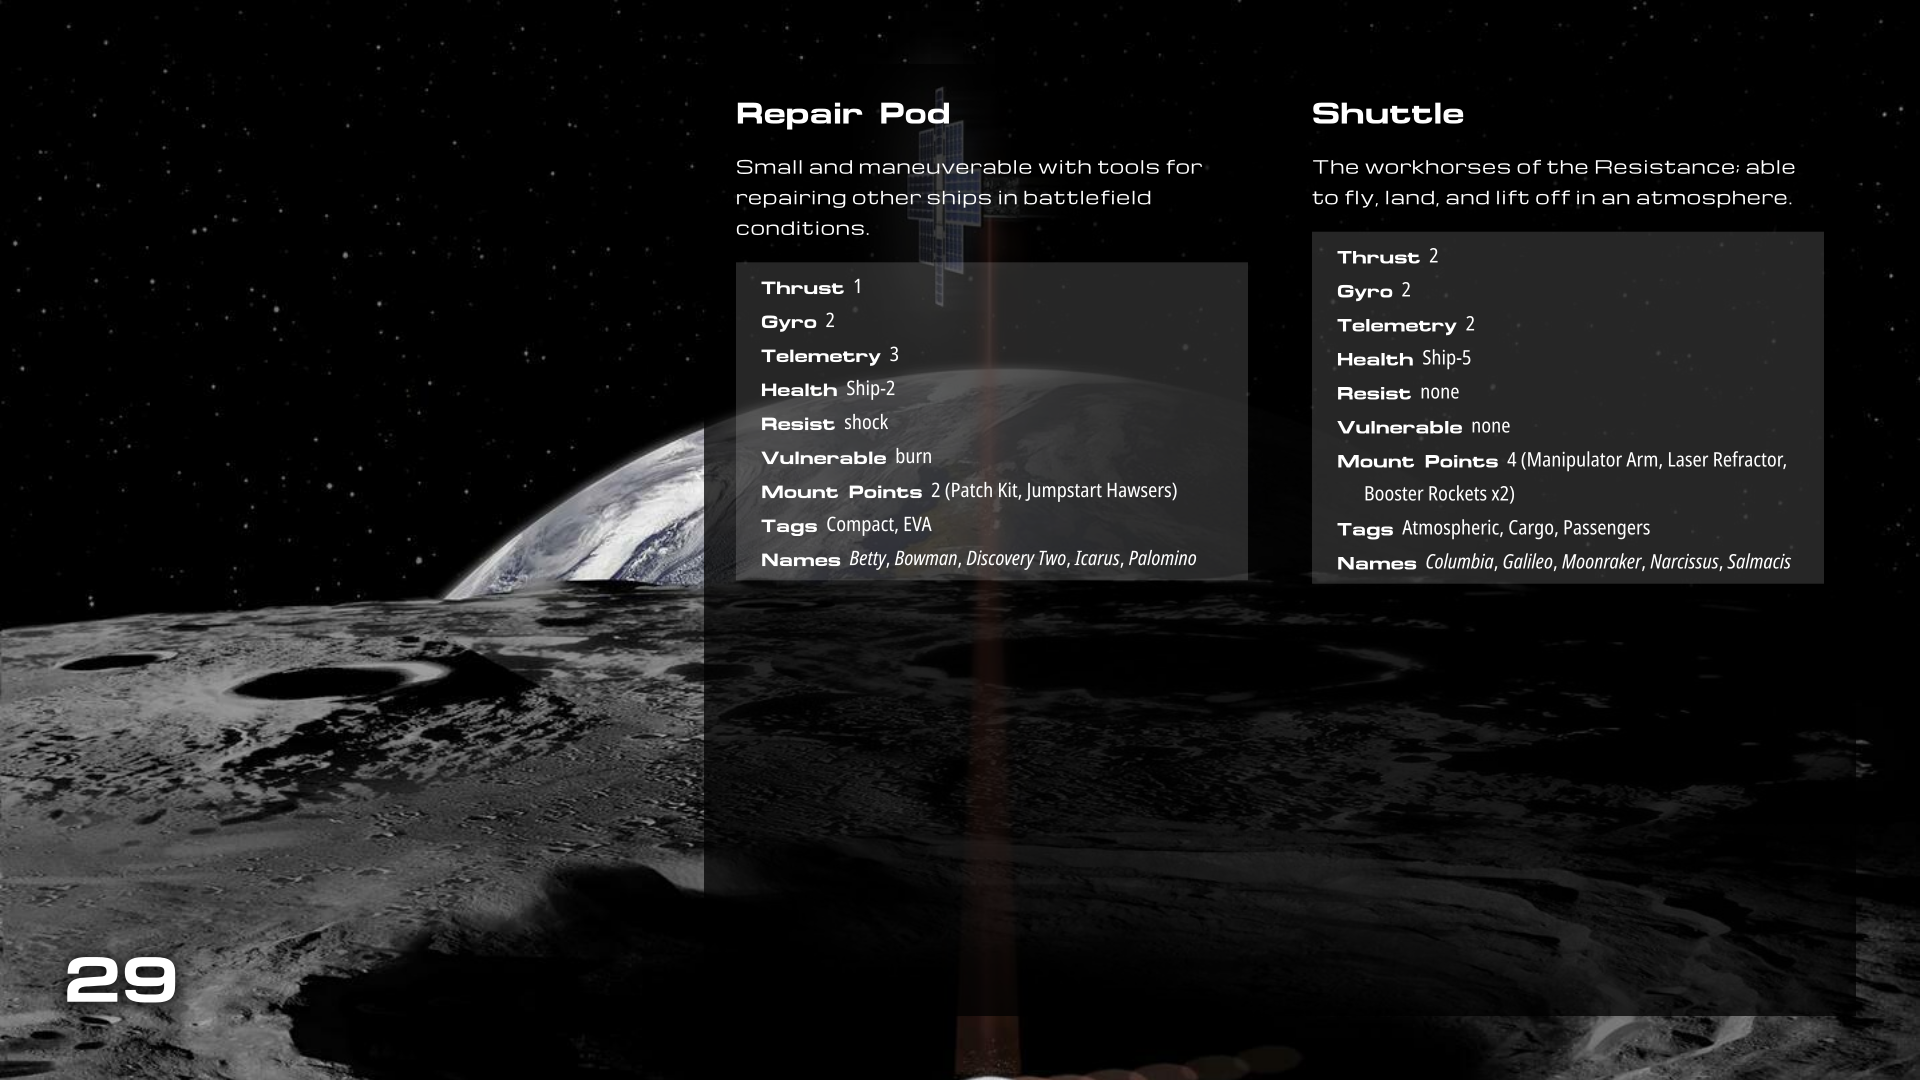 Repair Pod
Small and maneuverable with tools for
repairing other ships in battlefield
conditions.
Thrust 1
Gyro 2
Telemetry 3
Health Ship-2
Resist shock
Vulnerable burn
Mount Points 2 (Patch Kit, Jumpstart Hawsers)
Tags Compact, EVA
Names Betty, Bowman, Discovery Two, Icarus, Palomino
Shuttle
The workhorses of the Resistance; able
to fly, land, and lift off in an atmosphere.
Thrust 2
Gyro 2
Telemetry 2
Health Ship-5
Resist none
Vulnerable none
Mount Points 4 (Manipulator Arm, Laser Refractor,
Booster Rockets x2)
Tags Atmospheric, Cargo, Passengers
Names Columbia, Galileo, Moonraker, Narcissus, Salmacis
29